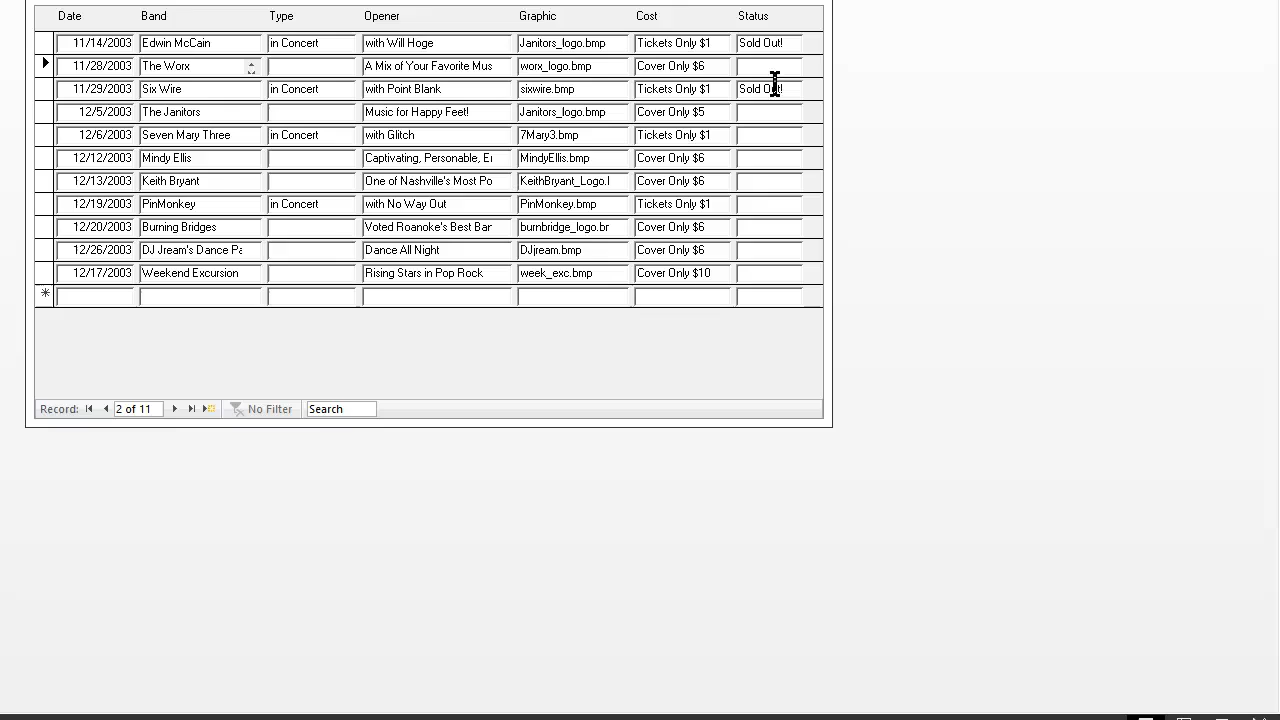 Date Band Type Opener Graphic Cost Status
11/14/2003 Edwin McCain in Concert with Will Hoge Janitors_logo.bmp Tickets Only $1 Sold Out!
11/28/2003 The Worx A Mix of Your Favorite Mus worx_logo.bmp Cover Only $6
11/29/2003 Six Wire in Concert with Point Blank sixwire.bmp Tickets Only $1 Sold Out!
12/5/2003 The Janitors Music for Happy Feet! Janitors_logo.bmp Cover Only $5
12/6/2003 Seven Mary Three in Concert with Glitch 7Mary3.bmp Tickets Only $1
12/12/2003 Mindy Ellis Captivating, Personable, MindyEllis.bmp Cover Only $6
12/13/2003 Keith Bryant One of Nashville's Most Po KeithBryant_Logo. Cover Only $6
12/19/2003 PinMonkey in Concert with No Way Out PinMonkey.bmp Tickets Only $1
12/20/2003 Burning Bridges Voted Roanoke's Best Bar burnbridge_logo.br Cover Only $6
12/26/2003 DJ Jream's Dance Pa Dance All Night DJjream.bmp Cover Only $6
12/17/2003 Weekend Excursion Rising Stars in Pop Rock week_exc.bmp Cover Only $10
Record: 2 of 11 No Filter Search